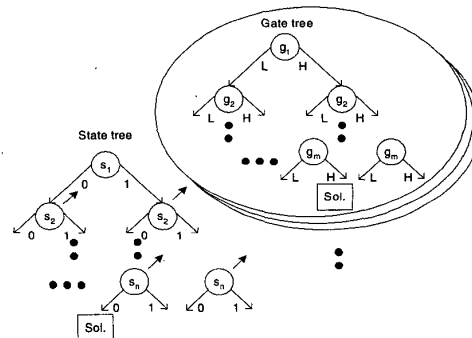 Gate tree
g1
L H
g2 g2
L H L H
gm gm
L H L H
Sol.
State tree
s1
0 1
s2 s2
0 1 0 1
sn sn
0 1 0 1
Sol.